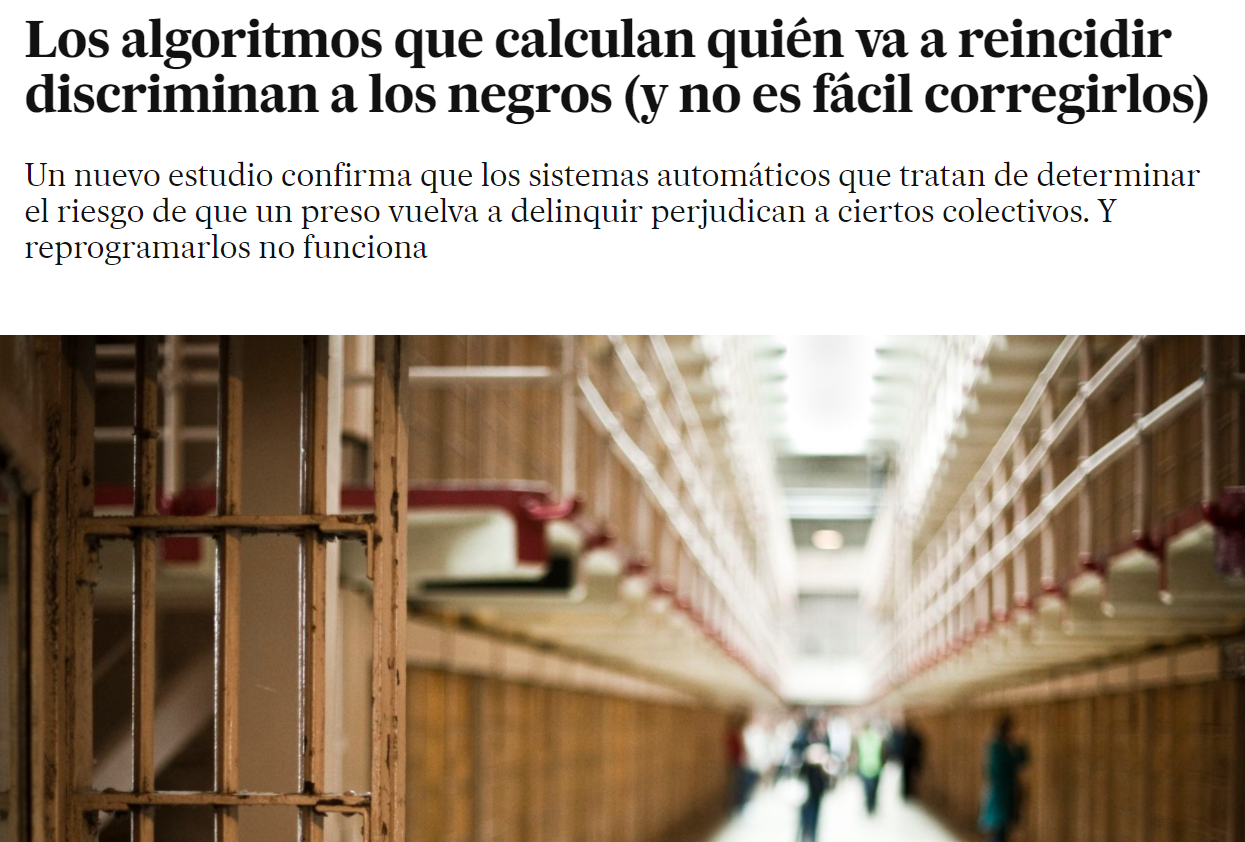 Los algoritmos que calculan quién va a reincidir
discriminan a los negros (y no es fácil corregirlos)
Un nuevo estudio confirma que los sistemas automáticos que tratan de determinar
el riesgo de que un preso vuelva a delinquir perjudican a ciertos colectivos. Y
reprogramarlos no funciona